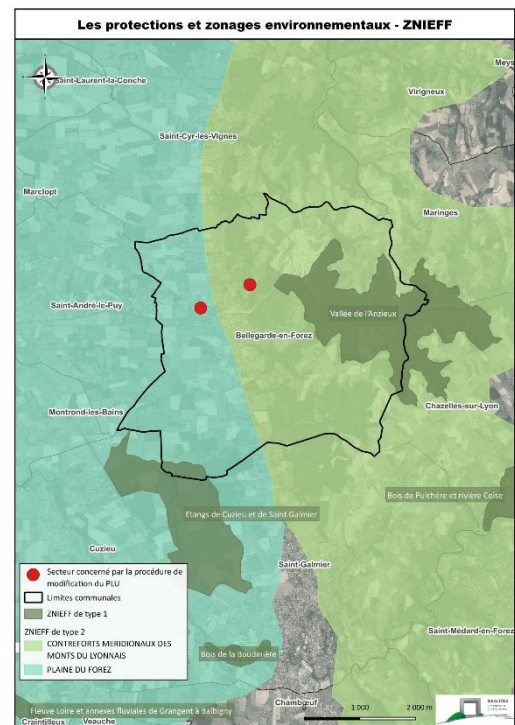 Les protections et zonages environnementaux - ZNIEFF
Meys
Saint-Laurent-la-Conche
Virigneux
Saint-Cyr-les-Vignes
Marclopt
Maringes
Saint-André-le-Puy
Vallée de l'Anzieux
Bellegarde-en-Forez
Montrond-les-Bains
Chazelles-sur-Lyon
Bois de Pulchère et rivière Coise
Etangs de Cuzieu et de Saint Galmier
Cuzieu
Saint-Galmier
Secteur concerné par la procédure de
modification du PLU
Limites communales
ZNIEFF de type 1
ZNIEFF de type 2
CONTREFORTS MERIDIONAUX DES
MONTS DU LYONNAIS
PLAINE DU FOREZ
Saint-Médard-en-Forez
Bois de la Boudinière
Fleuve Loire et annexes fluviales de Grangent à Balbigny
Chambœuf
1 000
2 000 m
Craintilloux
Veauche
REALITES